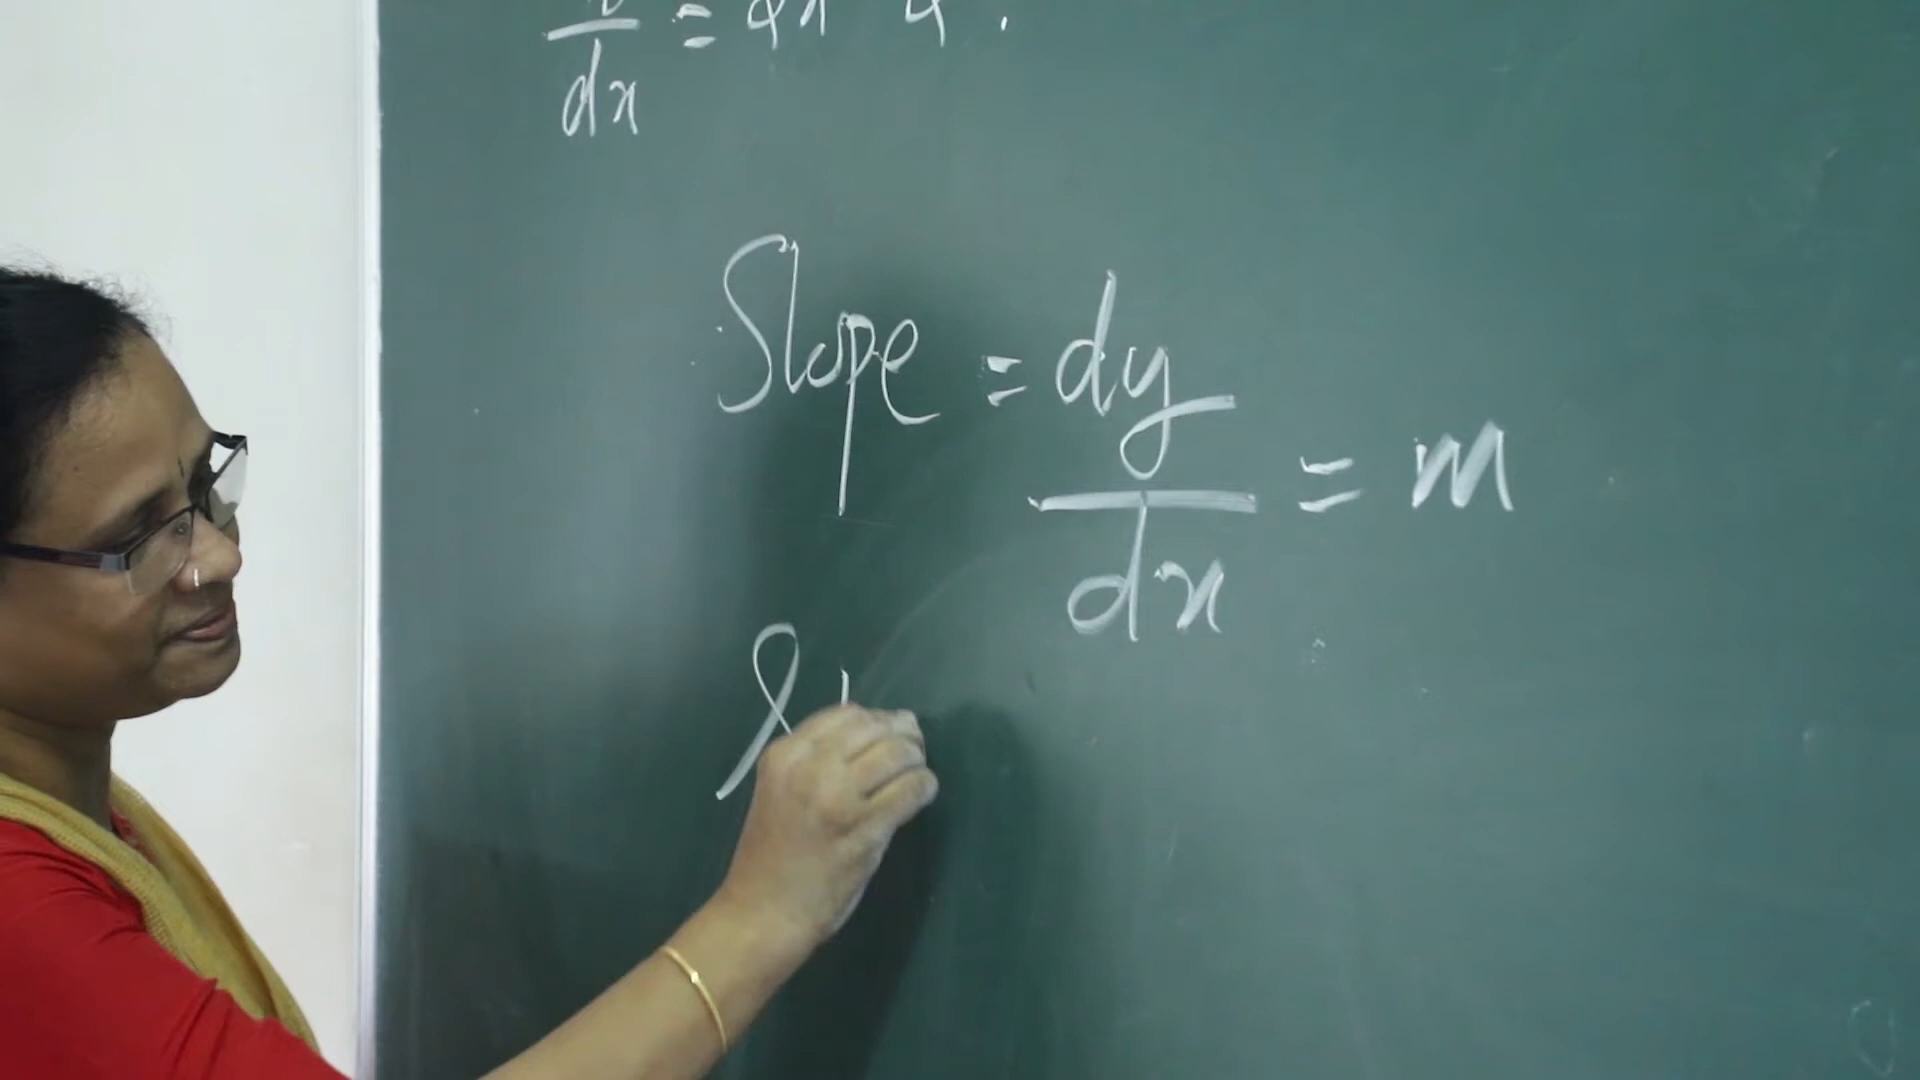 dx
Slope = dy/dx = m